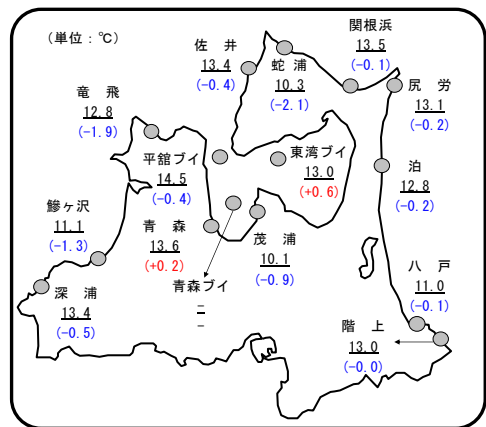 (単位:℃)
関根浜
13.5
(-0.1)
佐井
13.4
(-0.4)
蛇浦
10.3
(-2.1)
尻労
13.1
(-0.2)
竜飛
12.8
(-1.9)
平舘ブイ
14.5
(-0.4)
東湾ブイ
13.0
(+0.6)
泊
12.8
(-0.2)
鰺ヶ沢
11.1
(-1.3)
青森
13.6
(+0.2)
茂浦
10.1
(-0.9)
青森ブイ
-
-
八戸
11.0
(-0.1)
深浦
13.4
(-0.5)
階上
13.0
(-0.0)